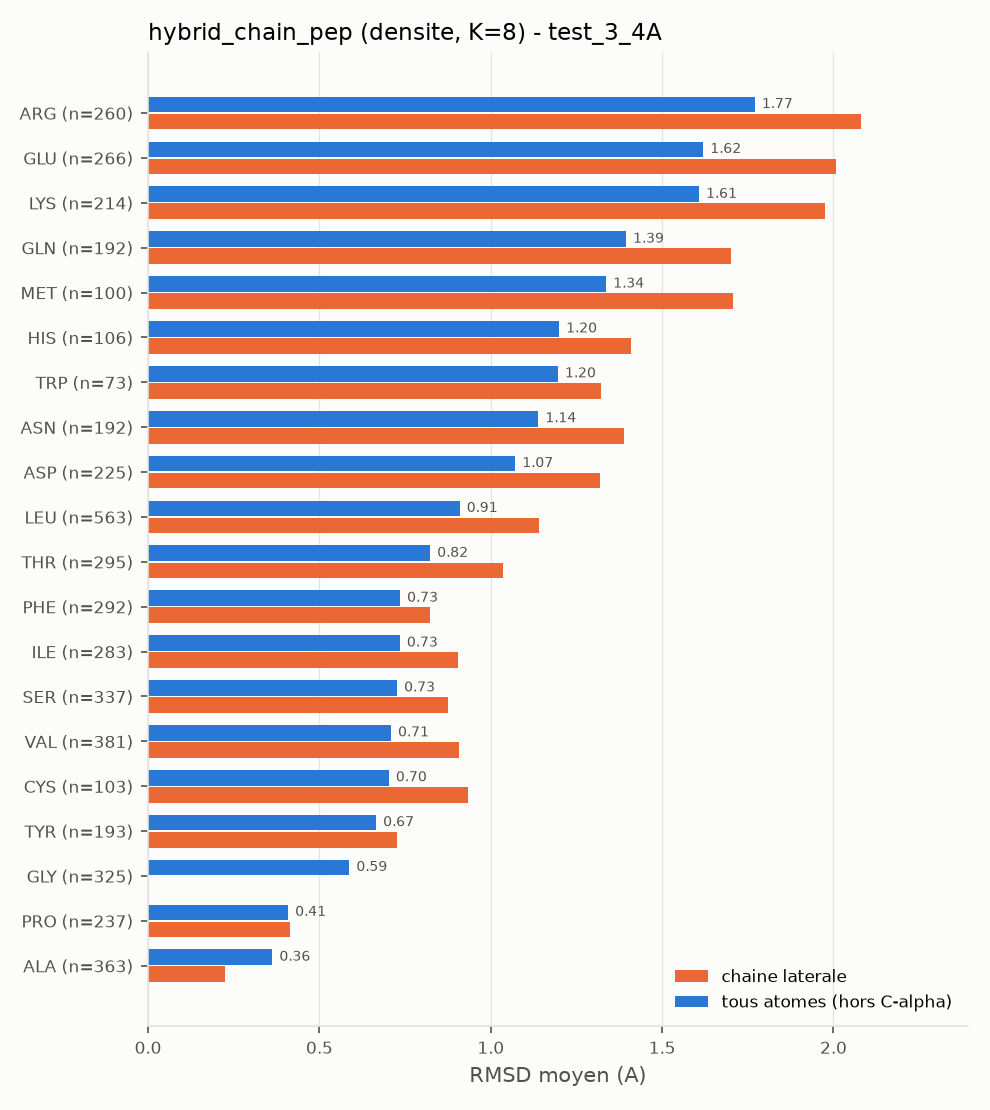 hybrid_chain_pep (densite, K=8) - test_3_4A
ARG (n=260) 1.77
GLU (n=266) 1.62
LYS (n=214) 1.61
GLN (n=192) 1.39
MET (n=100) 1.34
HIS (n=106) 1.20
TRP (n=73) 1.20
ASN (n=192) 1.14
ASP (n=225) 1.07
LEU (n=563) 0.91
THR (n=295) 0.82
PHE (n=292) 0.73
ILE (n=283) 0.73
SER (n=337) 0.73
VAL (n=381) 0.71
CYS (n=103) 0.70
TYR (n=193) 0.67
GLY (n=325) 0.59
PRO (n=237) 0.41
ALA (n=363) 0.36
chaine laterale
tous atomes (hors C-alpha)
0.0 0.5 1.0 1.5 2.0
RMSD moyen (A)